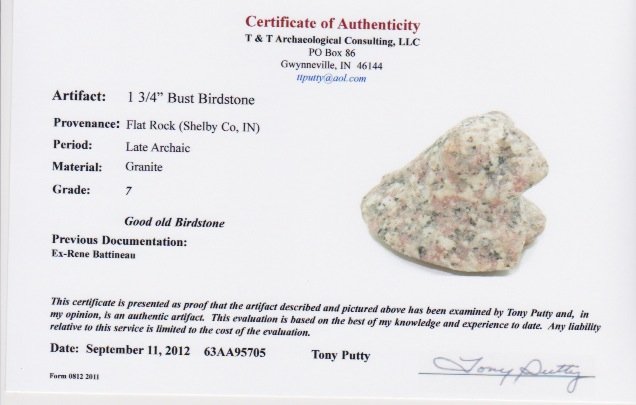 Certificate of Authenticity
T & T Archaeological Consulting, LLC
PO Box 86
Gwynneville, IN 46144
ttputty@aol.com
Artifact: 1 3/4” Bust Birdstone
Provenance: Flat Rock (Shelby Co, IN)
Period: Late Archaic
Material: Granite
Grade: 7
Good old Birdstone
Previous Documentation:
Ex-Rene Battineau
This certificate is presented as proof that the artifact described and pictured above has been examined by Tony Putty and, in
my opinion, is an authentic artifact. This evaluation is based on the best of my knowledge and experience to date. Any liability
relative to this service is limited to the cost of the evaluation.
Date: September 11, 2012 63AA95705 Tony Putty
Tony Putty
Form 0812 2011